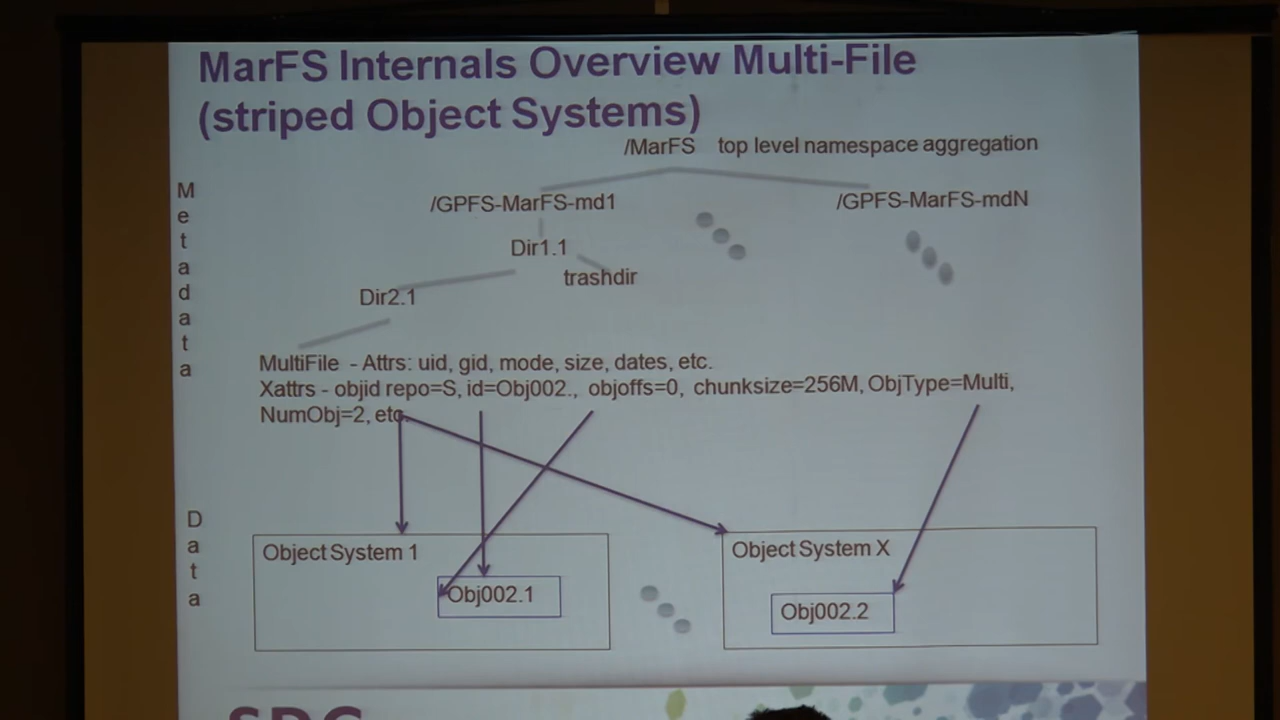 MarFS Internals Overview Multi-File
(striped Object Systems)
/MarFS top level namespace aggregation
Metadata
/GPFS-MarFS-md1
/GPFS-MarFS-mdN
Dir1.1
trashdir
Dir2.1
MultiFile - Attrs: uid, gid, mode, size, dates, etc.
Xattrs - objid repo=S, id=Obj002., objoffs=0, chunksize=256M, ObjType=Multi,
NumObj=2, etc
Data
Object System 1
Object System X
Obj002.1
Obj002.2